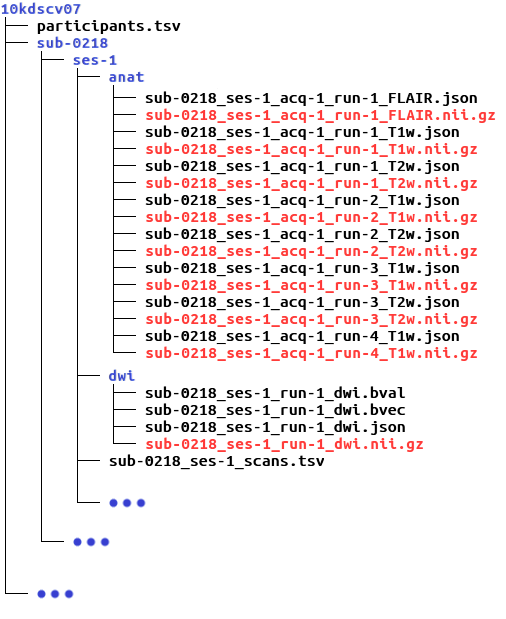 10kdscv07
participants.tsv
sub-0218
ses-1
anat
sub-0218_ses-1_acq-1_run-1_FLAIR.json
sub-0218_ses-1_acq-1_run-1_FLAIR.nii.gz
sub-0218_ses-1_acq-1_run-1_T1w.json
sub-0218_ses-1_acq-1_run-1_T1w.nii.gz
sub-0218_ses-1_acq-1_run-1_T2w.json
sub-0218_ses-1_acq-1_run-1_T2w.nii.gz
sub-0218_ses-1_acq-1_run-2_T1w.json
sub-0218_ses-1_acq-1_run-2_T1w.nii.gz
sub-0218_ses-1_acq-1_run-2_T2w.json
sub-0218_ses-1_acq-1_run-2_T2w.nii.gz
sub-0218_ses-1_acq-1_run-3_T1w.json
sub-0218_ses-1_acq-1_run-3_T1w.nii.gz
sub-0218_ses-1_acq-1_run-3_T2w.json
sub-0218_ses-1_acq-1_run-3_T2w.nii.gz
sub-0218_ses-1_acq-1_run-4_T1w.json
sub-0218_ses-1_acq-1_run-4_T1w.nii.gz
dwi
sub-0218_ses-1_run-1_dwi.bval
sub-0218_ses-1_run-1_dwi.bvec
sub-0218_ses-1_run-1_dwi.json
sub-0218_ses-1_run-1_dwi.nii.gz
sub-0218_ses-1_scans.tsv